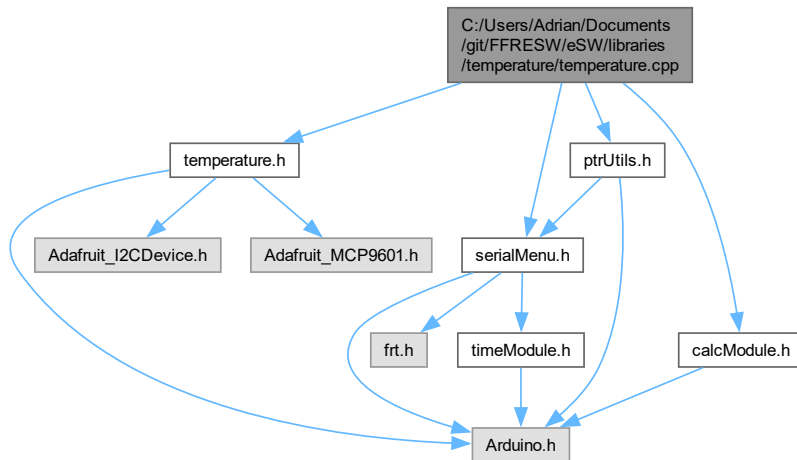 C:/Users/Adrian/Documents
/git/FFRESW/eSW/libraries
/temperature/temperature.cpp
temperature.h
ptrUtils.h
Adafruit_I2CDevice.h
Adafruit_MCP9601.h
serialMenu.h
frt.h
timeModule.h
calcModule.h
Arduino.h